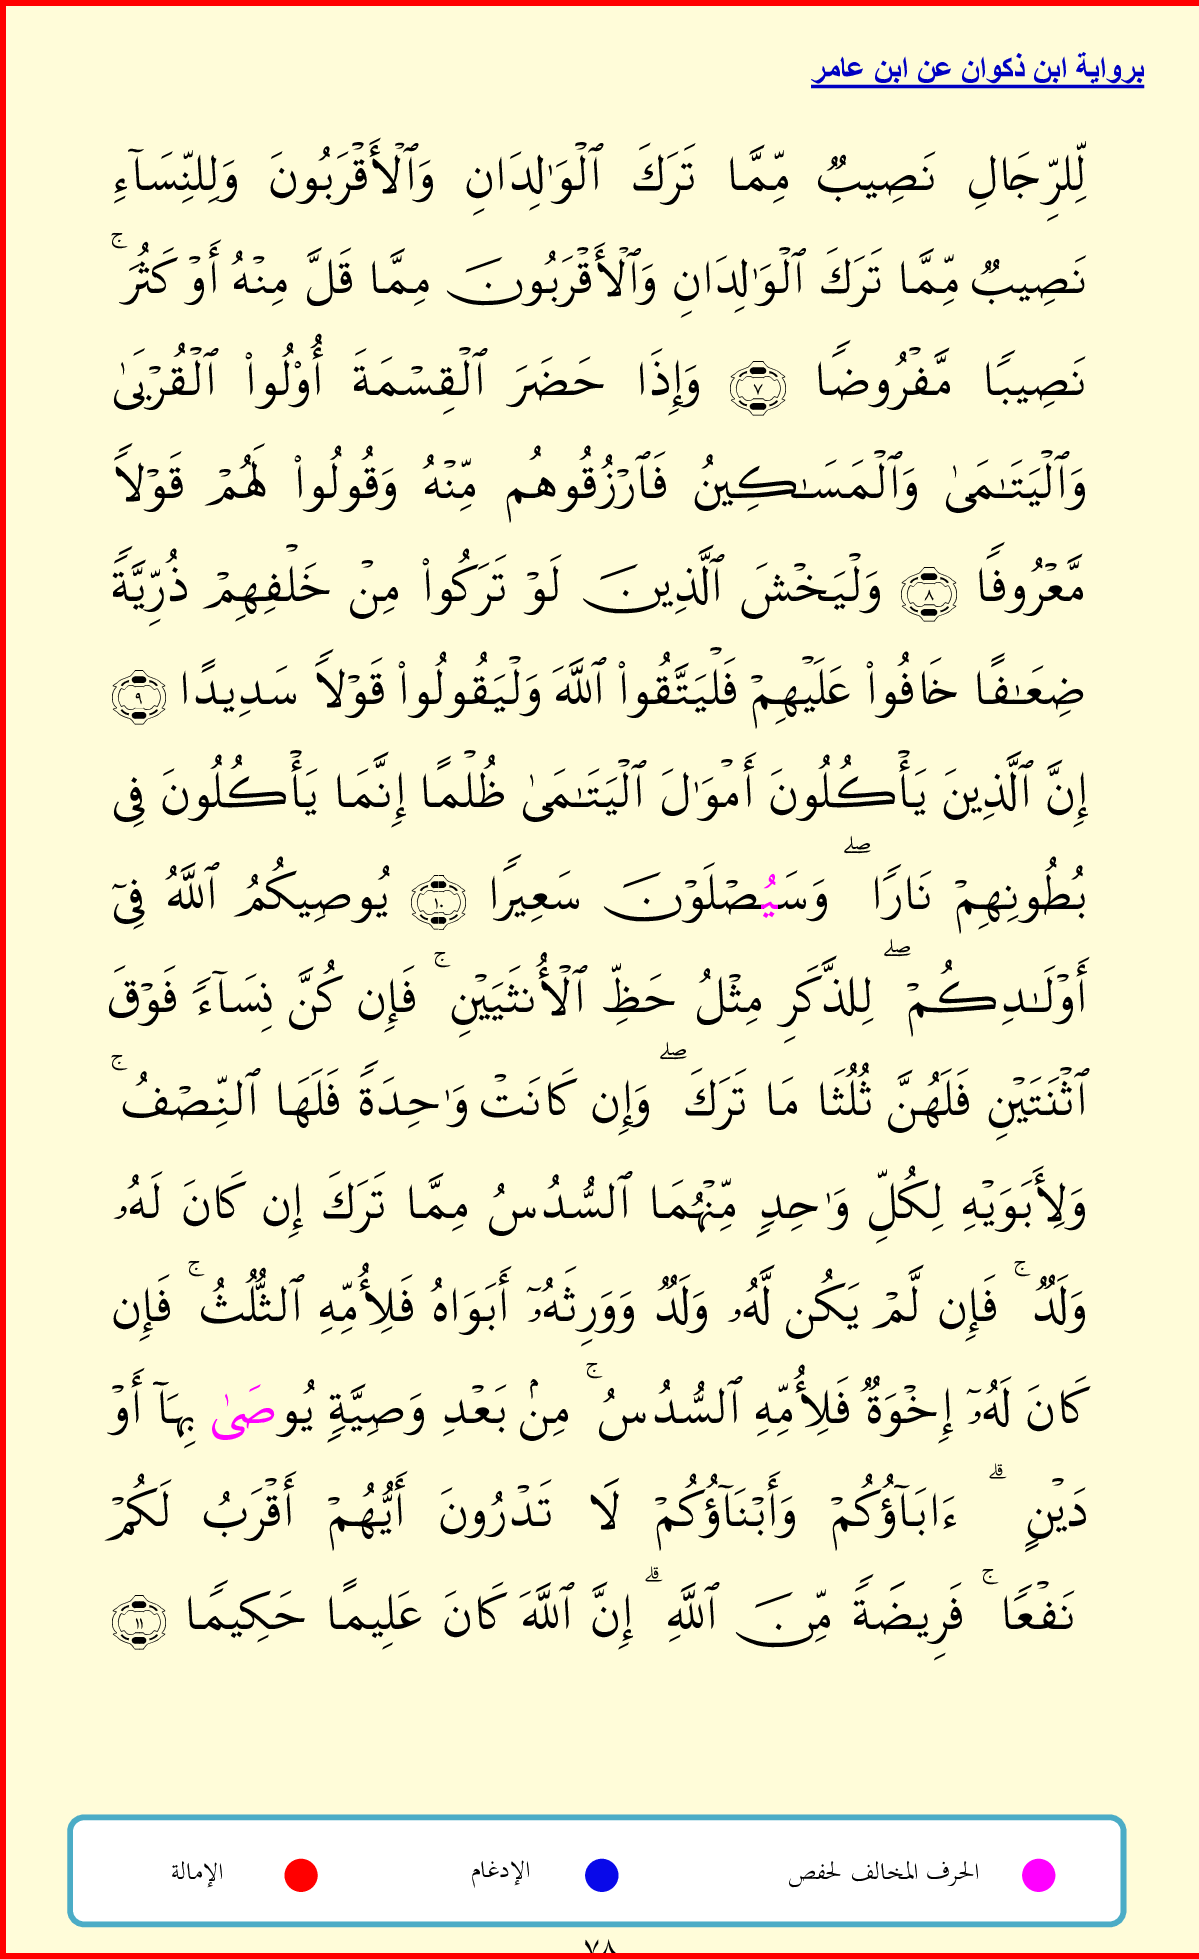 برواية ابن ذكوان عن ابن عامر
لِّلرِّجَالِ نَصِيبٌ مِّمَّا تَرَكَ ٱلْوَٰلِدَانِ وَٱلْأَقْرَبُونَ وَلِلنِّسَآءِ
نَصِيبٌ مِّمَّا تَرَكَ ٱلْوَٰلِدَانِ وَٱلْأَقْرَبُونَ مِمَّا قَلَّ مِنْهُ أَوْ كَثُرَ ۚ
نَصِيبًا مَّفْرُوضًا ٧ وَإِذَا حَضَرَ ٱلْقِسْمَةَ أُو۟لُوا۟ ٱلْقُرْبَىٰ
وَٱلْيَتَـٰمَىٰ وَٱلْمَسَـٰكِينُ فَٱرْزُقُوهُم مِّنْهُ وَقُولُوا۟ لَهُمْ قَوْلًا
مَّعْرُوفًا ٨ وَلْيَخْشَ ٱلَّذِينَ لَوْ تَرَكُوا۟ مِنْ خَلْفِهِمْ ذُرِّيَّةً
ضِعَـٰفًا خَافُوا۟ عَلَيْهِمْ فَلْيَتَّقُوا۟ ٱللَّهَ وَلْيَقُولُوا۟ قَوْلًا سَدِيدًا ٩
إِنَّ ٱلَّذِينَ يَأْكُلُونَ أَمْوَٰلَ ٱلْيَتَـٰمَىٰ ظُلْمًا إِنَّمَا يَأْكُلُونَ فِى
بُطُونِهِمْ نَارًا ۖ وَسَيُصْلَوْنَ سَعِيرًا ١٠ يُوصِيكُمُ ٱللَّهُ فِىٓ
أَوْلَـٰدِكُمْ ۖ لِلذَّكَرِ مِثْلُ حَظِّ ٱلْأُنثَيَيْنِ ۚ فَإِن كُنَّ نِسَآءً فَوْقَ
ٱثْنَتَيْنِ فَلَهُنَّ ثُلُثَا مَا تَرَكَ ۖ وَإِن كَانَتْ وَٰحِدَةً فَلَهَا ٱلنِّصْفُ ۚ
وَلِأَبَوَيْهِ لِكُلِّ وَٰحِدٍ مِّنْهُمَا ٱلسُّدُسُ مِمَّا تَرَكَ إِن كَانَ لَهُۥ
وَلَدٌ ۚ فَإِن لَّمْ يَكُن لَّهُۥ وَلَدٌ وَوَرِثَهُۥٓ أَبَوَاهُ فَلِأُمِّهِ ٱلثُّلُثُ ۚ فَإِن
كَانَ لَهُۥٓ إِخْوَةٌ فَلِأُمِّهِ ٱلسُّدُسُ ۚ مِنۢ بَعْدِ وَصِيَّةٍ يُوصَىٰ بِهَآ أَوْ
دَيْنٍ ۗ ءَابَآؤُكُمْ وَأَبْنَآؤُكُمْ لَا تَدْرُونَ أَيُّهُمْ أَقْرَبُ لَكُمْ
نَفْعًا ۚ فَرِيضَةً مِّنَ ٱللَّهِ ۗ إِنَّ ٱللَّهَ كَانَ عَلِيمًا حَكِيمًا ١١
الحرف المخالف لحفص الإدغام الإمالة
٧٨